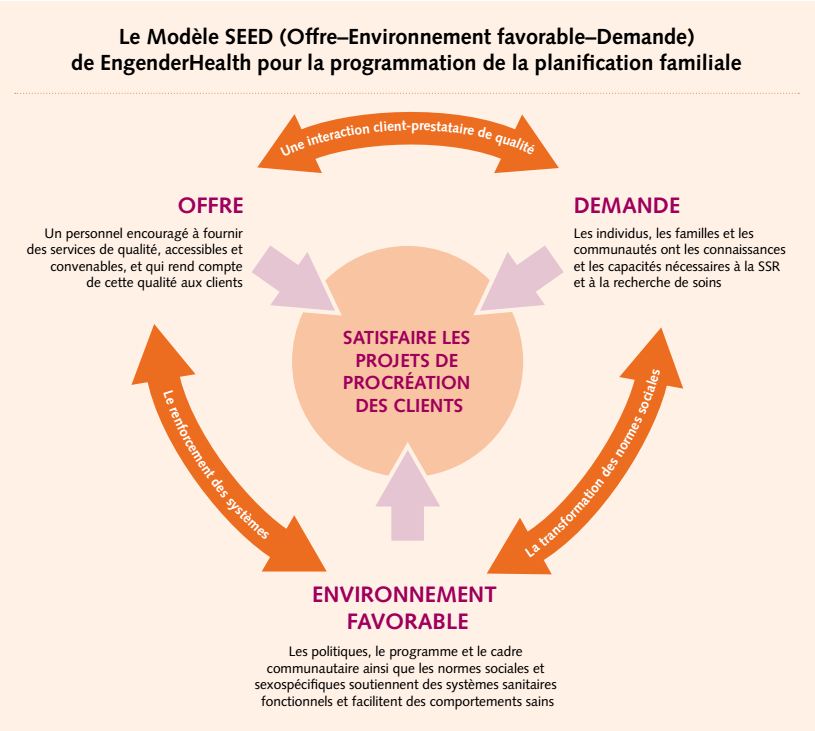 Le Modèle SEED (Offre–Environnement favorable–Demande)
de EngenderHealth pour la programmation de la planification familiale
Une interaction client-prestataire de qualité
OFFRE
Un personnel encouragé à fournir
des services de qualité, accessibles et
convenables, et qui rend compte
de cette qualité aux clients
DEMANDE
Les individus, les familles et les
communautés ont les connaissances
et les capacités nécessaires à la SSR
et à la recherche de soins
SATISFAIRE LES
PROJETS DE
PROCRÉATION
DES CLIENTS
Le renforcement des systèmes
La transformation des normes sociales
ENVIRONNEMENT
FAVORABLE
Les politiques, le programme et le cadre
communautaire ainsi que les normes sociales et
sexospécifiques soutiennent des systèmes sanitaires
fonctionnels et facilitent des comportements sains